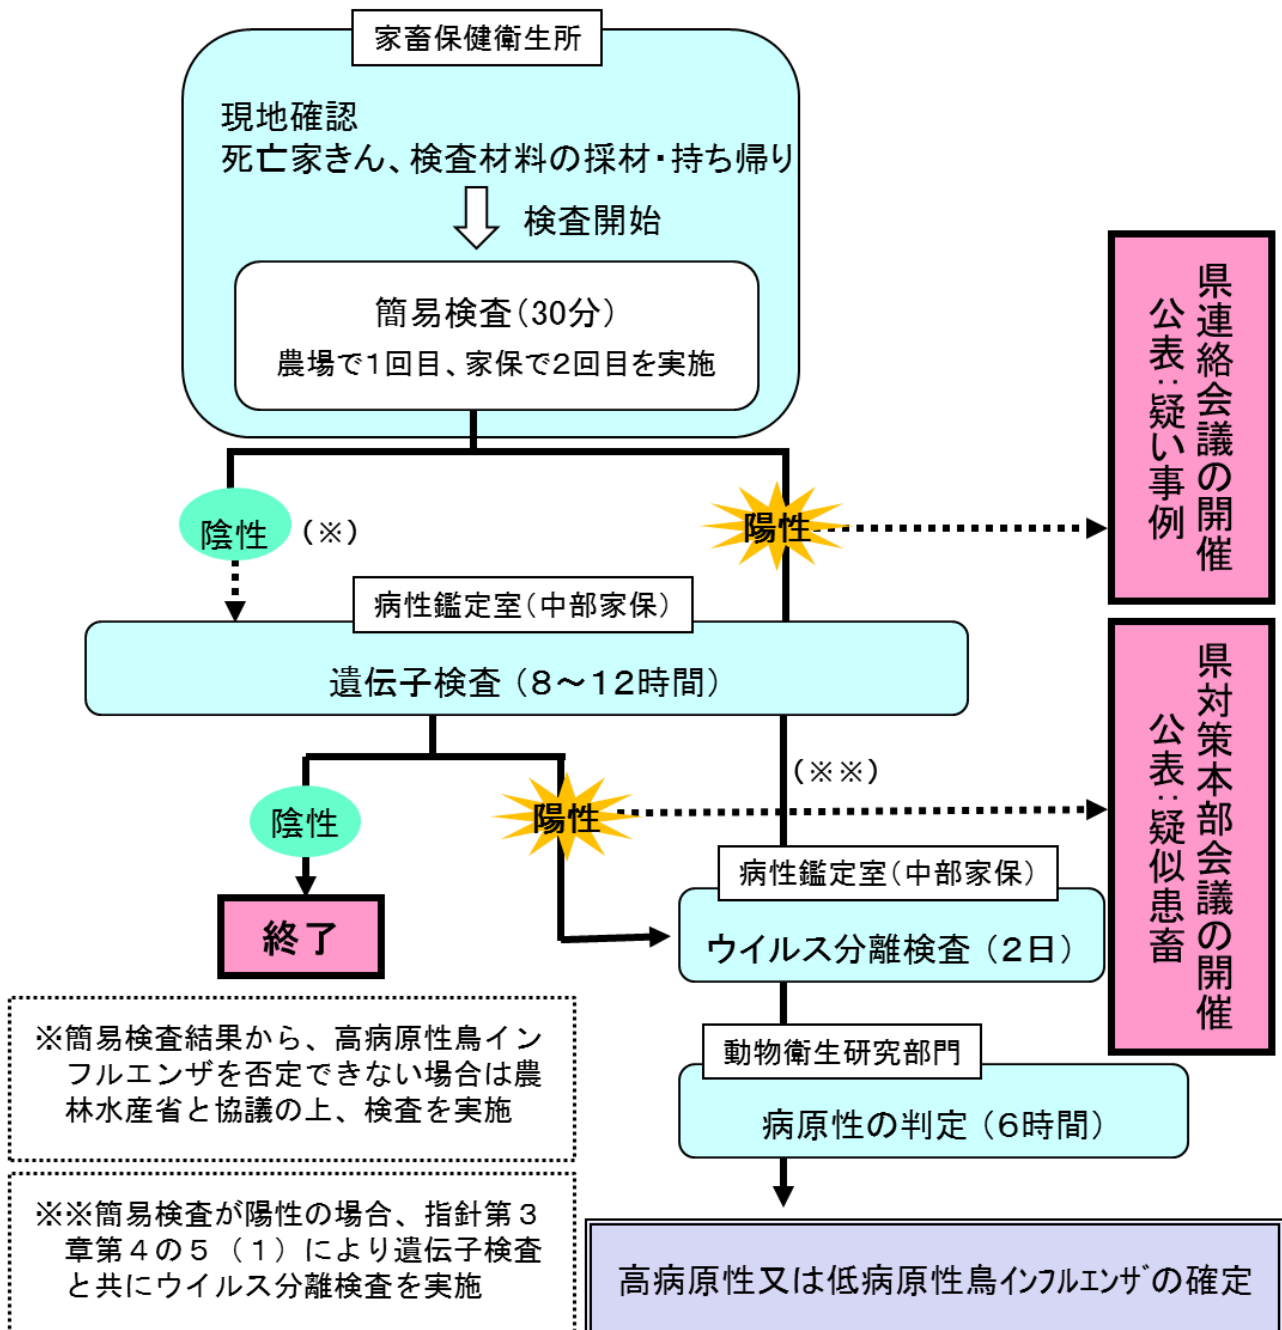 家畜保健衛生所
現地確認
死亡家きん、検査材料の採材・持ち帰り
検査開始
簡易検査(30分)
農場で1回目、家保で2回目を実施
県連絡会議の開催
公表：疑い事例
陰性
(※)
陽性
病性鑑定室(中部家保)
遺伝子検査(8～12時間)
県対策本部会議の開催
公表：疑似患畜
(※※)
陰性
陽性
終了
病性鑑定室(中部家保)
ウイルス分離検査(2日)
動物衛生研究部門
病原性の判定(6時間)
※簡易検査結果から、高病原性鳥イン
フルエンザを否定できない場合は農
林水産省と協議の上、検査を実施
※※簡易検査が陽性の場合、指針第3
章第4の5(1)により遺伝子検査
と共にウイルス分離検査を実施
高病原性又は低病原性鳥ｲﾝﾌﾙｴﾝｻﾞの確定